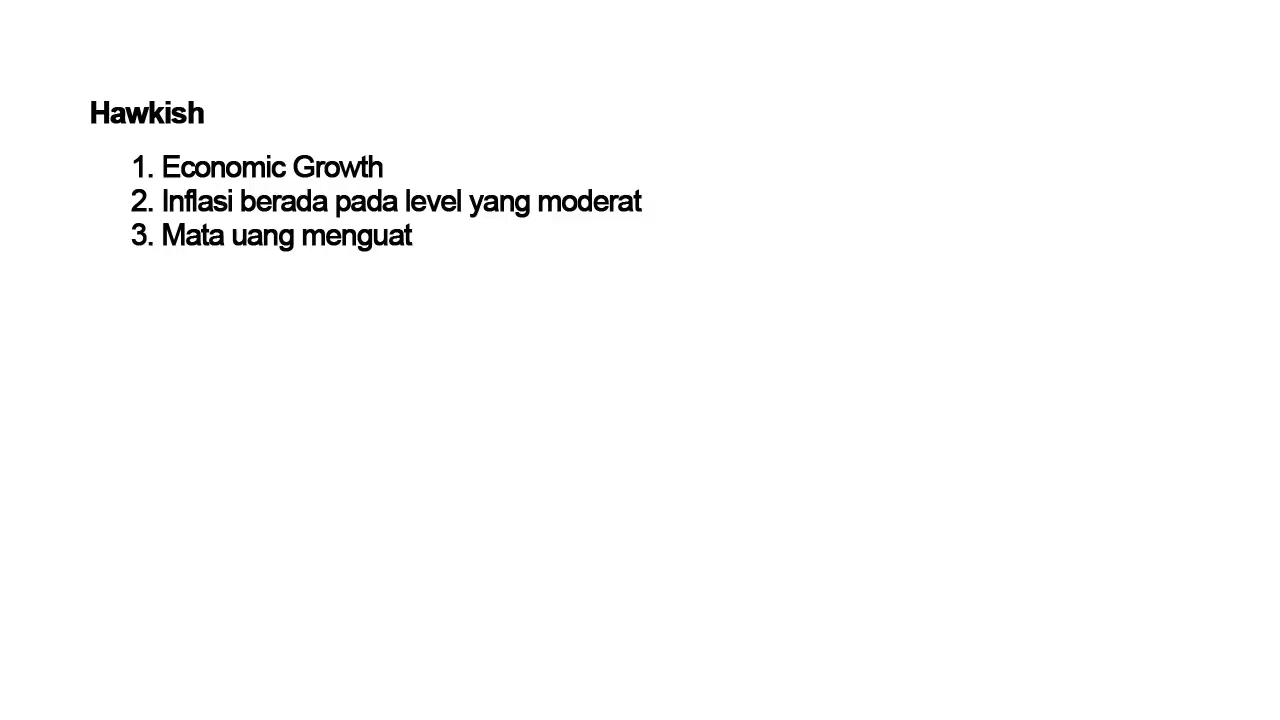 Hawkish
1. Economic Growth
2. Inflasi berada pada level yang moderat
3. Mata uang menguat